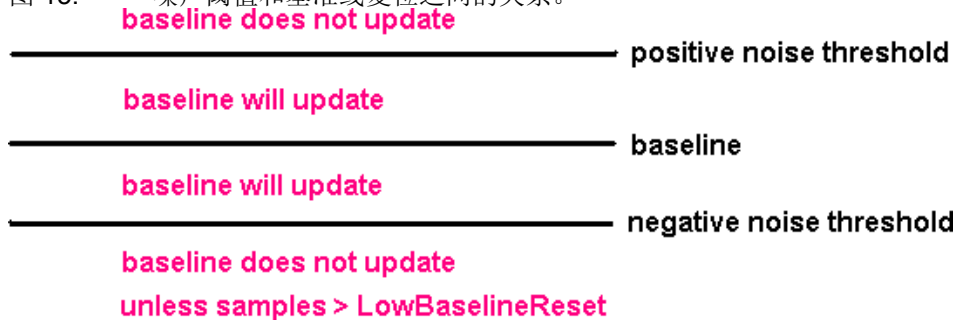 baseline does not update
positive noise threshold
baseline will update
baseline
baseline will update
negative noise threshold
baseline does not update
unless samples > LowBaselineReset